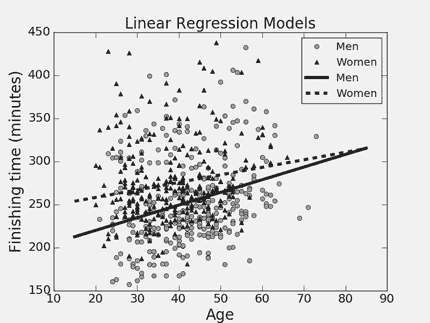 Linear Regression Models
Men
Women
Men
Women
Finishing time (minutes)
450
400
350
300
250
200
150
10 20 30 40 50 60 70 80 90
Age